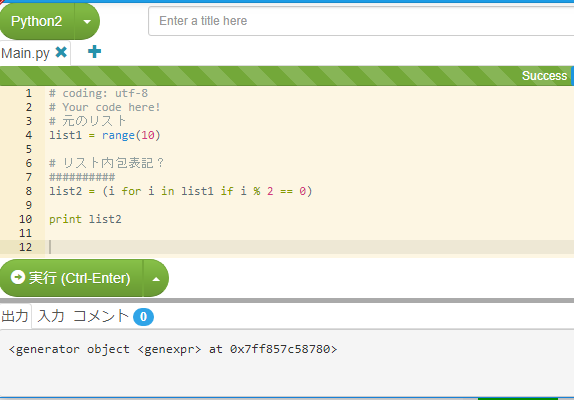 Python2
Enter a title here
Main.py
Success
1 # coding: utf-8
2 # Your code here!
3 # 元のリスト
4 list1 = range(10)
5
6 # リスト内包表記？
7 ##########
8 list2 = (i for i in list1 if i % 2 == 0)
9
10 print list2
11
12
実行 (Ctrl-Enter)
出力 入力 コメント 0
<generator object <genexpr> at 0x7ff857c58780>